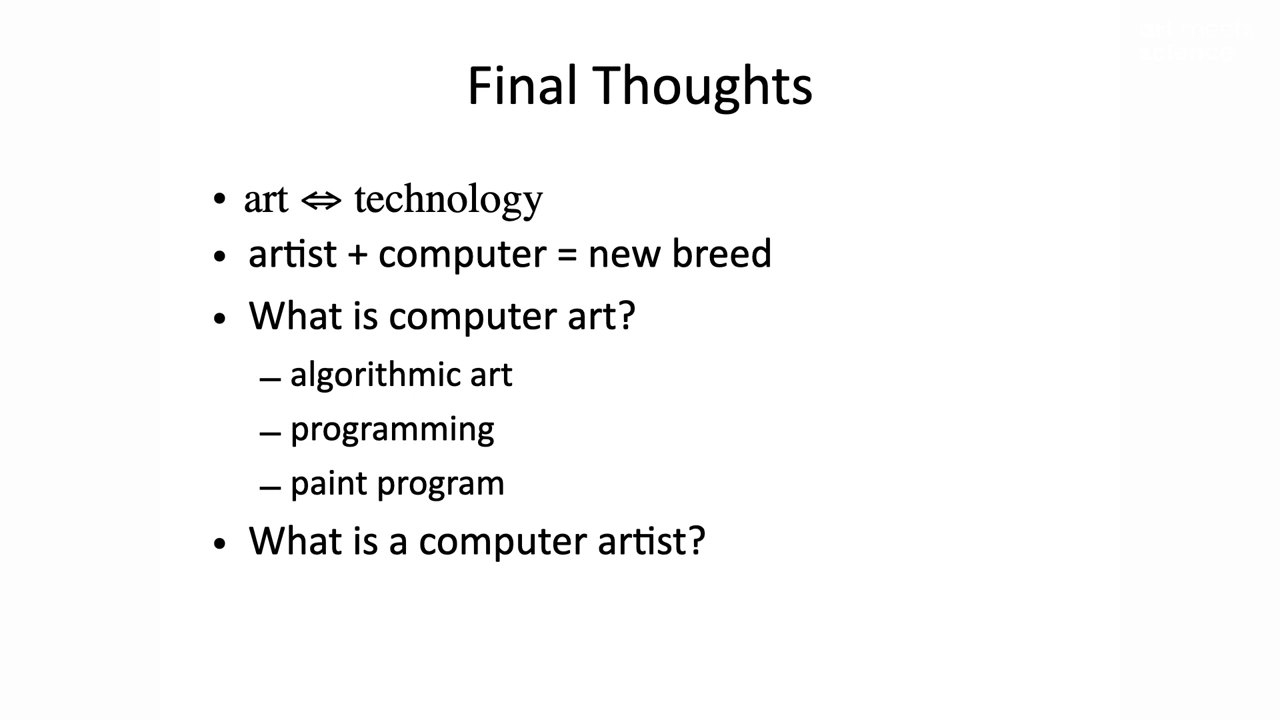 Final Thoughts
• art ⇔ technology
• artist + computer = new breed
• What is computer art?
– algorithmic art
– programming
– paint program
• What is a computer artist?